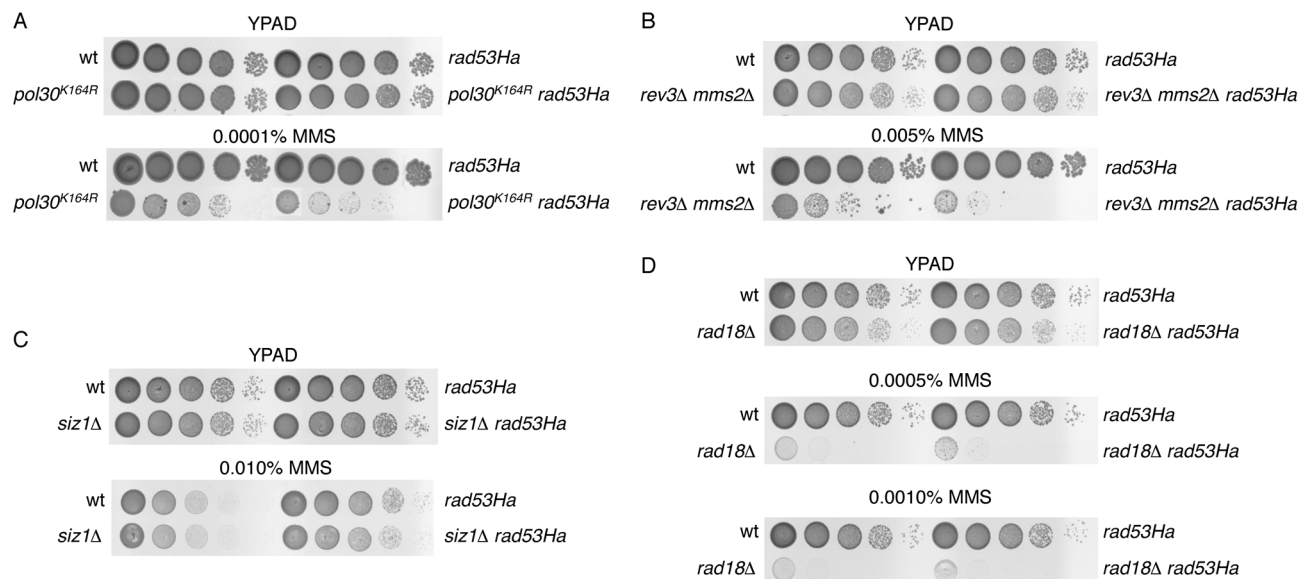 A
YPAD
wt rad53Ha
pol30K164R pol30K164R rad53Ha
0.0001% MMS
wt rad53Ha
pol30K164R pol30K164R rad53Ha
B
YPAD
wt rad53Ha
rev3Δ mms2Δ rev3Δ mms2Δ rad53Ha
0.005% MMS
wt rad53Ha
rev3Δ mms2Δ rev3Δ mms2Δ rad53Ha
C
YPAD
wt rad53Ha
siz1Δ siz1Δ rad53Ha
0.010% MMS
wt rad53Ha
siz1Δ siz1Δ rad53Ha
D
YPAD
wt rad53Ha
rad18Δ rad18Δ rad53Ha
0.0005% MMS
wt rad53Ha
rad18Δ rad18Δ rad53Ha
0.0010% MMS
wt rad53Ha
rad18Δ rad18Δ rad53Ha